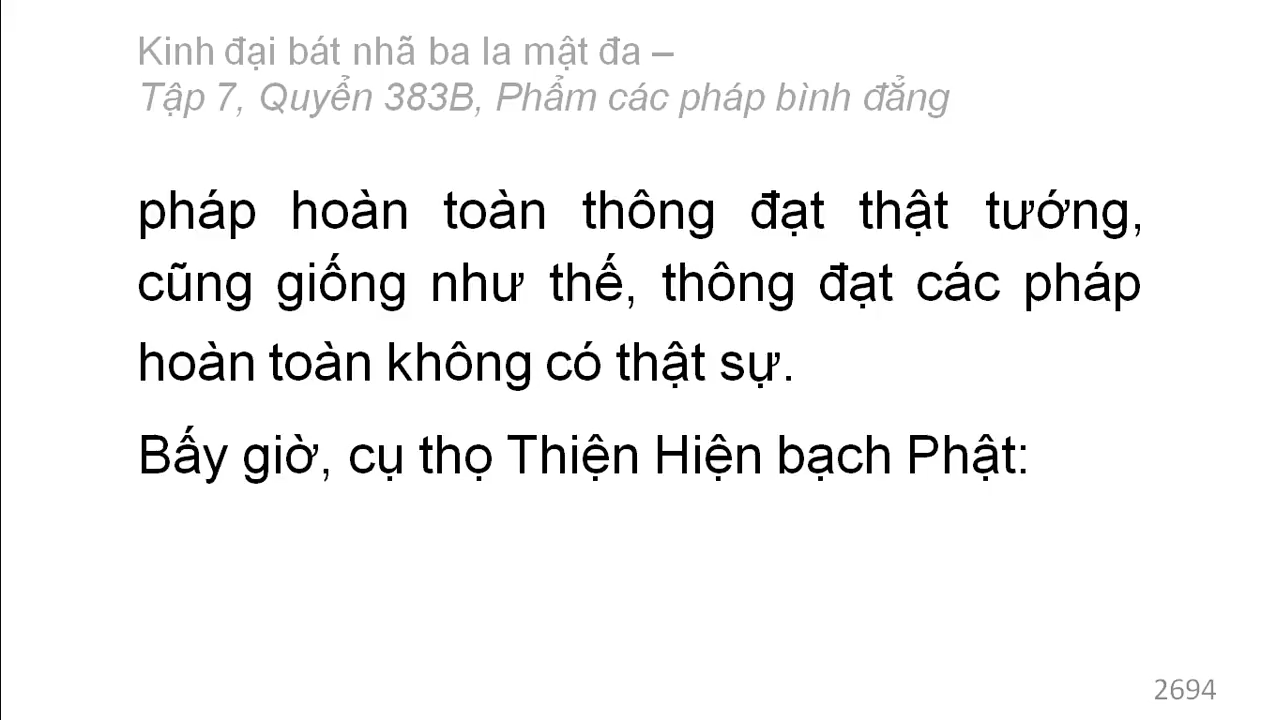 Kinh đại bát nhã ba la mật đa –
Tập 7, Quyển 383B, Phẩm các pháp bình đẳng
pháp hoàn toàn thông đạt thật tướng,
cũng giống như thế, thông đạt các pháp
hoàn toàn không có thật sự.
Bấy giờ, cụ thọ Thiện Hiện bạch Phật:
2694